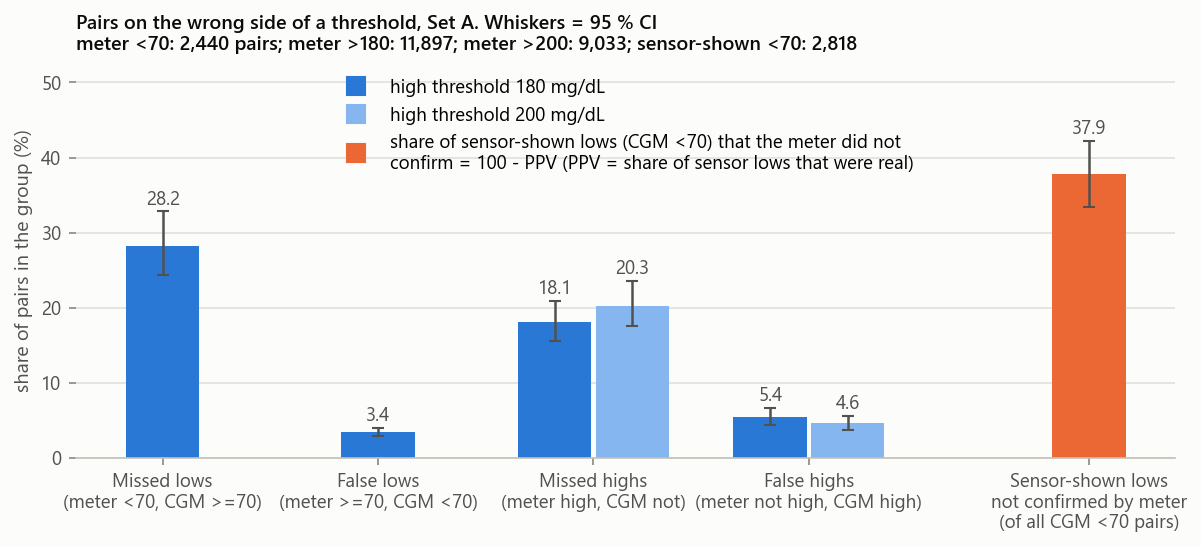 Pairs on the wrong side of a threshold, Set A. Whiskers = 95 % CI
meter <70: 2,440 pairs; meter >180: 11,897; meter >200: 9,033; sensor-shown <70: 2,818
high threshold 180 mg/dL
high threshold 200 mg/dL
share of sensor-shown lows (CGM <70) that the meter did not
confirm = 100 - PPV (PPV = share of sensor lows that were real)
share of pairs in the group (%)
50
40
30
20
10
0
28.2
3.4
18.1
20.3
5.4
4.6
37.9
Missed lows
(meter <70, CGM >=70)
False lows
(meter >=70, CGM <70)
Missed highs
(meter high, CGM not)
False highs
(meter not high, CGM high)
Sensor-shown lows
not confirmed by meter
(of all CGM <70 pairs)